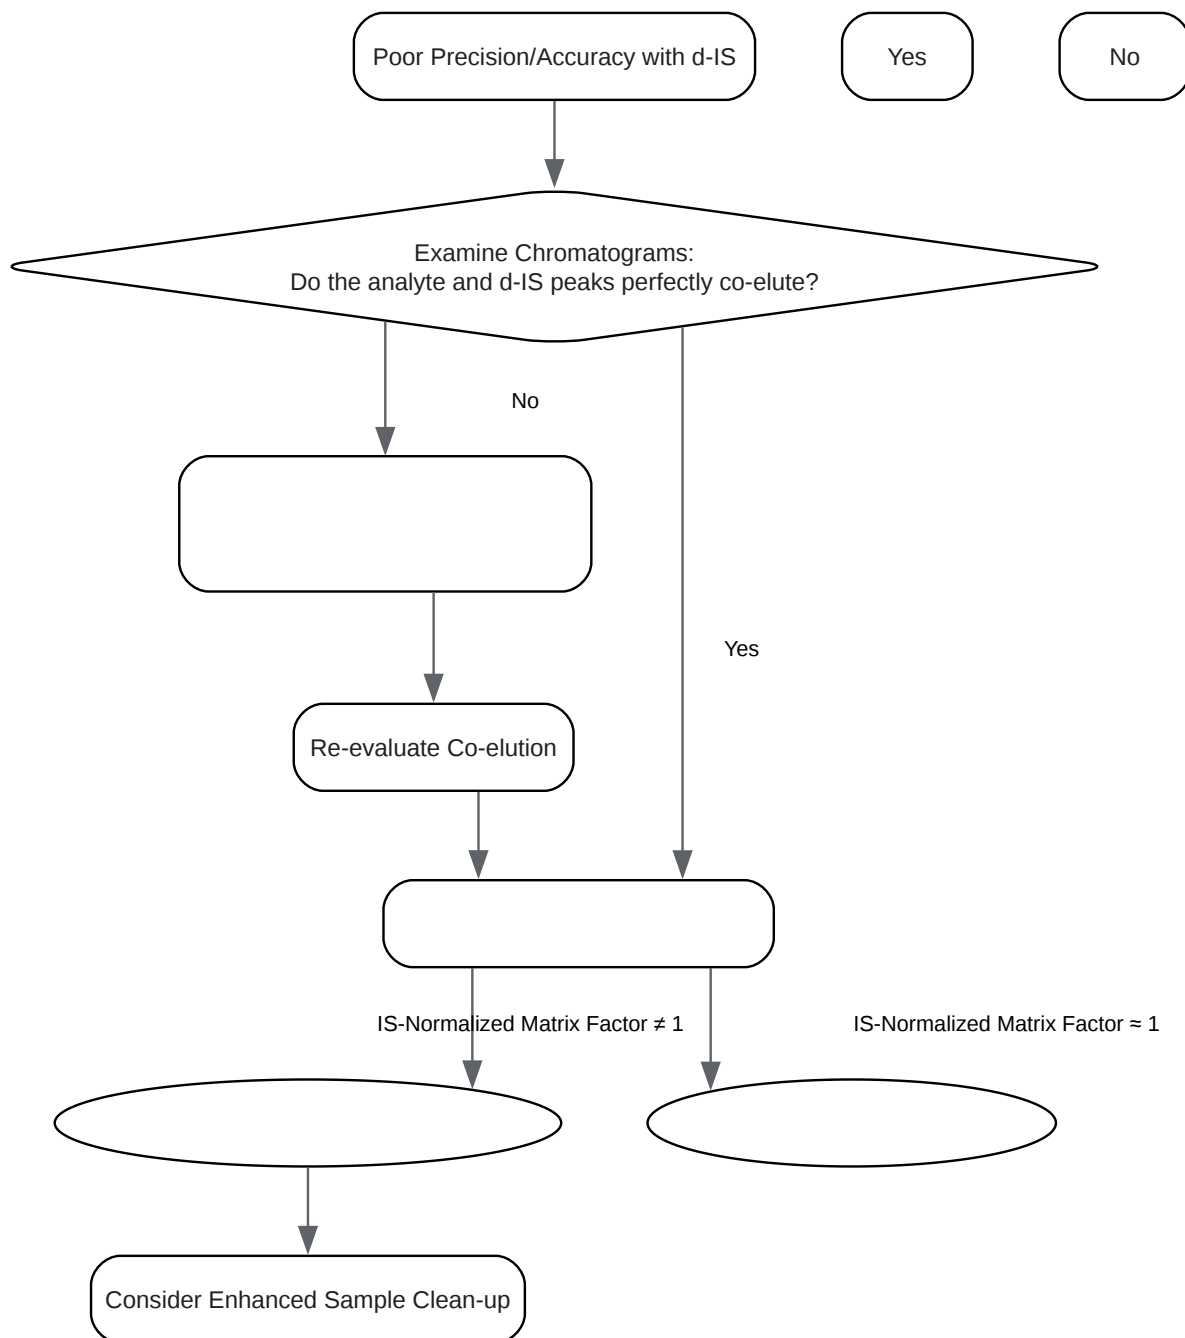 Poor Precision/Accuracy with d-IS
Yes
No
Examine Chromatograms:
Do the analyte and d-IS peaks perfectly co-elute?
No
Yes
Re-evaluate Co-elution
IS-Normalized Matrix Factor ≠ 1
IS-Normalized Matrix Factor ≈ 1
Consider Enhanced Sample Clean-up